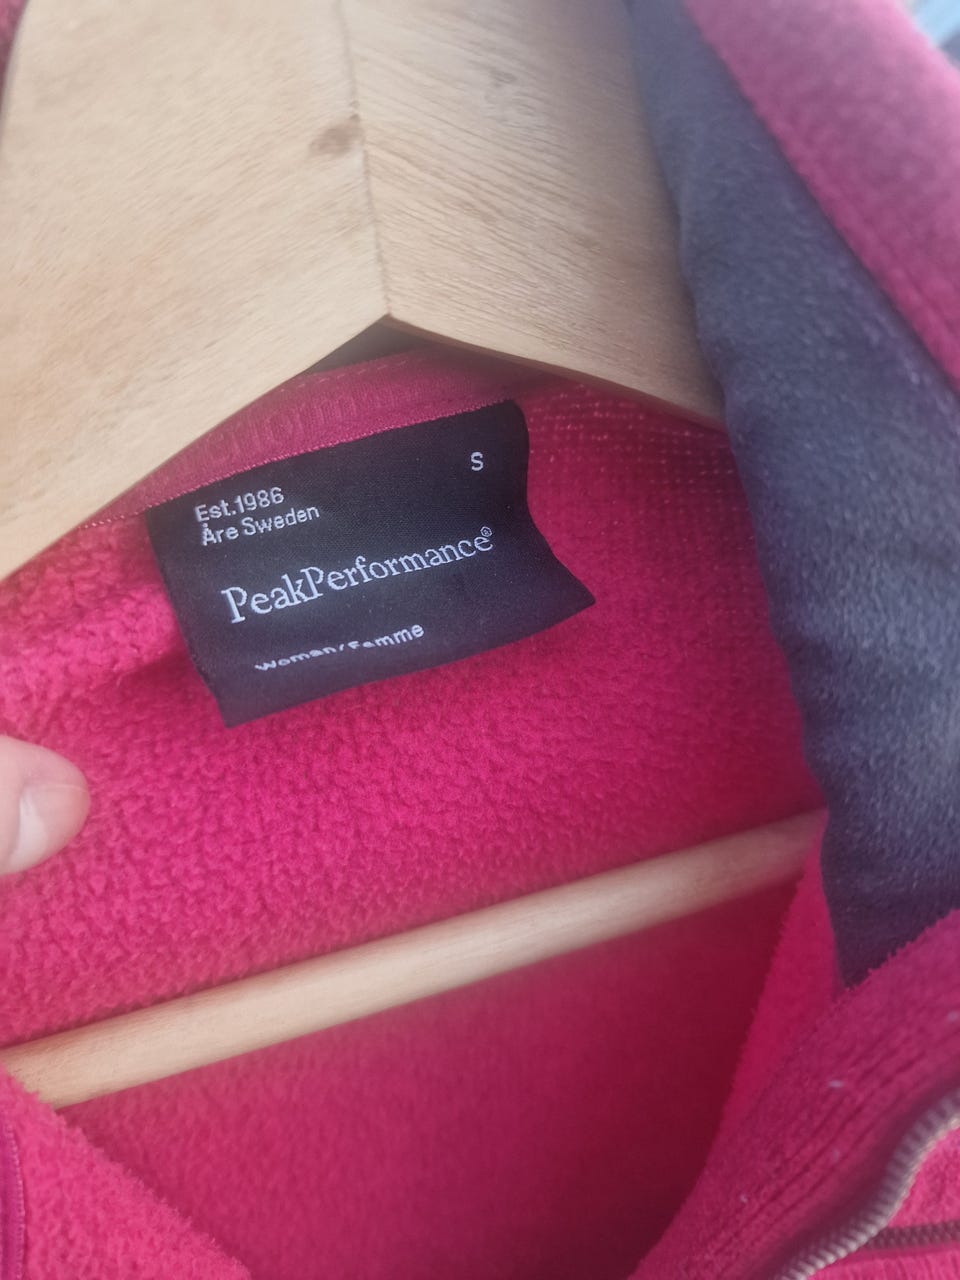 S
Est.1986
Åre Sweden
PeakPerformance®
Woman/Femme